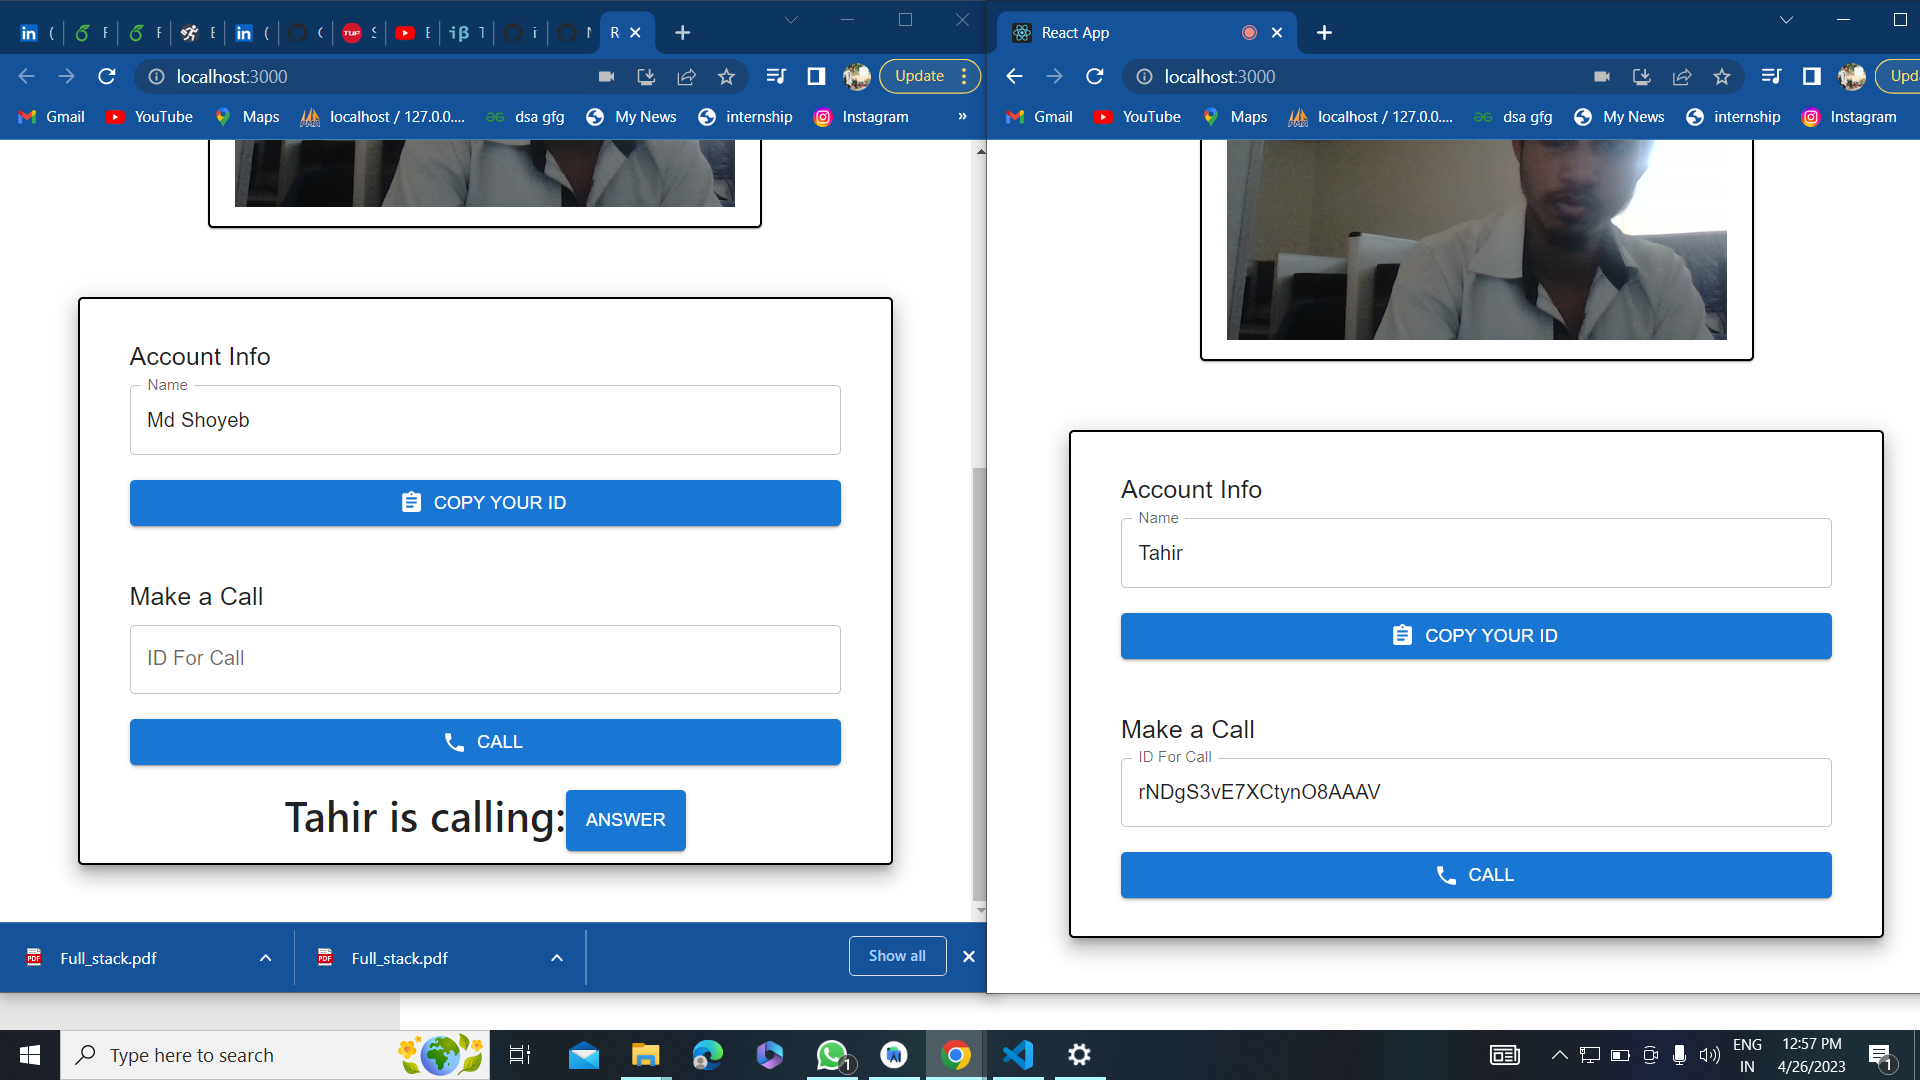 localhost:3000
Update
Gmail
YouTube
Maps
localhost / 127.0.0....
dsa gfg
My News
internship
Instagram
»
Account Info
Name
Md Shoyeb
COPY YOUR ID
Make a Call
ID For Call
CALL
Tahir is calling:
ANSWER
Full_stack.pdf
Full_stack.pdf
Show all
React App
localhost:3000
Upd
Gmail
YouTube
Maps
localhost / 127.0.0....
dsa gfg
My News
internship
Instagram
Account Info
Name
Tahir
COPY YOUR ID
Make a Call
ID For Call
rNDgS3vE7XCtynO8AAAV
CALL
Type here to search
1
ENG
IN
12:57 PM
4/26/2023
1